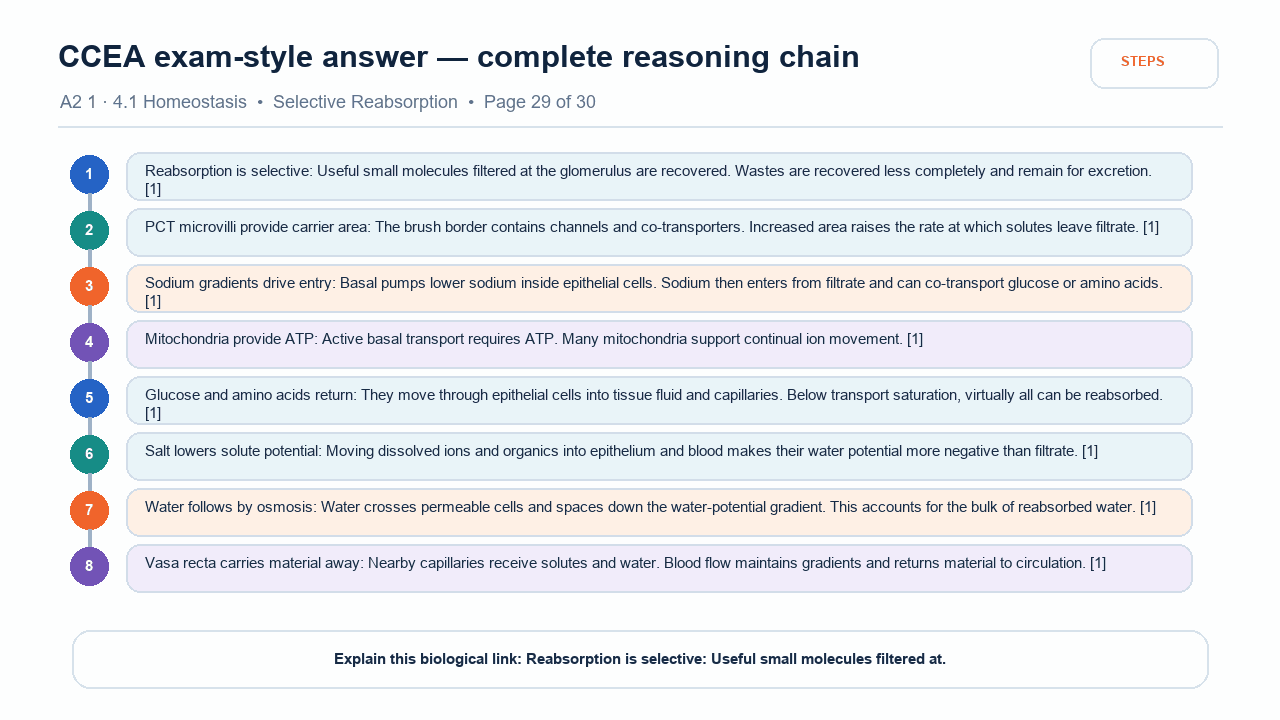 CCEA exam-style answer — complete reasoning chain
STEPS
A2 1 · 4.1 Homeostasis • Selective Reabsorption • Page 29 of 30
1
Reabsorption is selective: Useful small molecules filtered at the glomerulus are recovered. Wastes are recovered less completely and remain for excretion.
[1]
2
PCT microvilli provide carrier area: The brush border contains channels and co-transporters. Increased area raises the rate at which solutes leave filtrate. [1]
3
Sodium gradients drive entry: Basal pumps lower sodium inside epithelial cells. Sodium then enters from filtrate and can co-transport glucose or amino acids.
[1]
4
Mitochondria provide ATP: Active basal transport requires ATP. Many mitochondria support continual ion movement. [1]
5
Glucose and amino acids return: They move through epithelial cells into tissue fluid and capillaries. Below transport saturation, virtually all can be reabsorbed.
[1]
6
Salt lowers solute potential: Moving dissolved ions and organics into epithelium and blood makes their water potential more negative than filtrate. [1]
7
Water follows by osmosis: Water crosses permeable cells and spaces down the water-potential gradient. This accounts for the bulk of reabsorbed water. [1]
8
Vasa recta carries material away: Nearby capillaries receive solutes and water. Blood flow maintains gradients and returns material to circulation. [1]
Explain this biological link: Reabsorption is selective: Useful small molecules filtered at.